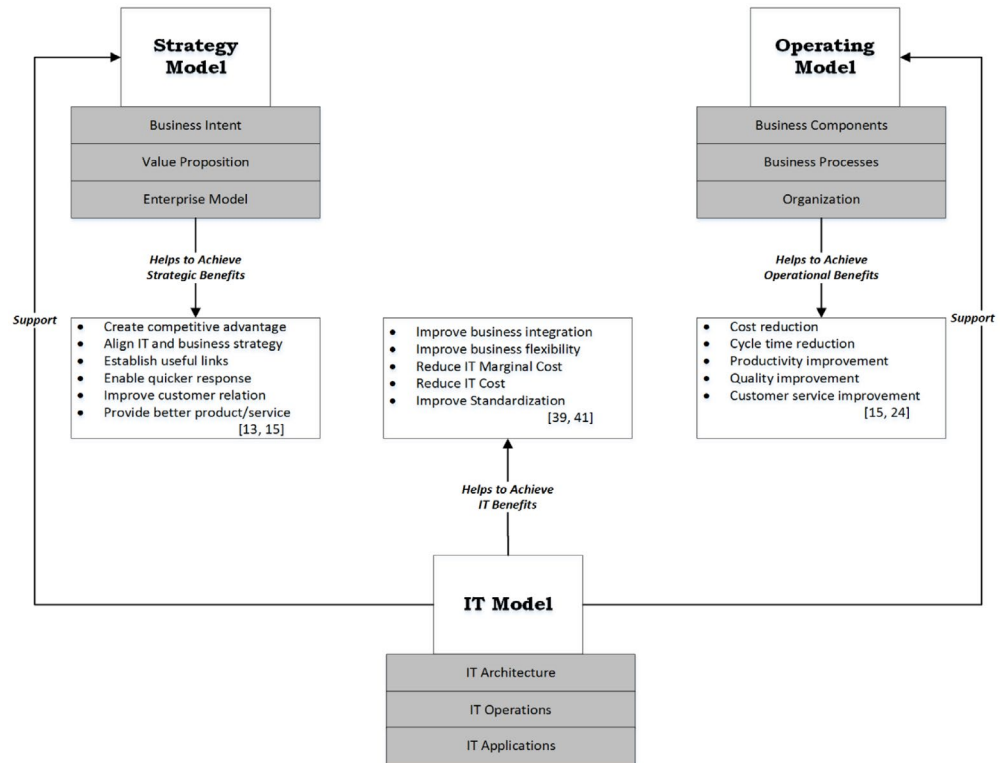 Strategy
Model
Business Intent
Value Proposition
Enterprise Model
Helps to Achieve
Strategic Benefits
Support
• Create competitive advantage
• Align IT and business strategy
• Establish useful links
• Enable quicker response
• Improve customer relation
• Provide better product/service
[13, 15]
• Improve business integration
• Improve business flexibility
• Reduce IT Marginal Cost
• Reduce IT Cost
• Improve Standardization
[39, 41]
Operating
Model
Business Components
Business Processes
Organization
Helps to Achieve
Operational Benefits
Support
• Cost reduction
• Cycle time reduction
• Productivity improvement
• Quality improvement
• Customer service improvement
[15, 24]
Helps to Achieve
IT Benefits
IT Model
IT Architecture
IT Operations
IT Applications